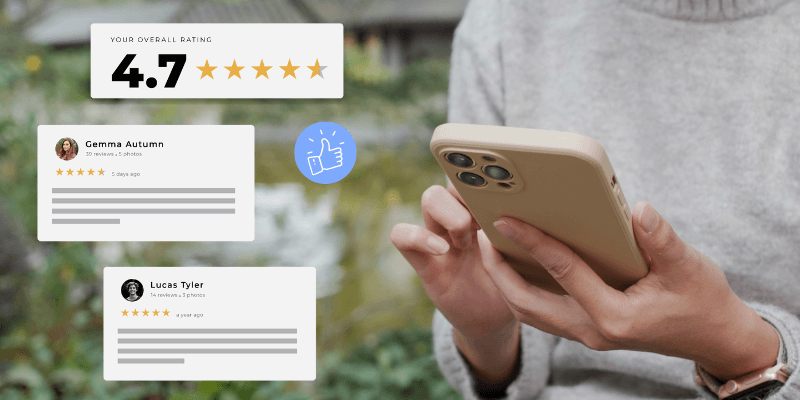 YOUR OVERALL RATING
4.7
Gemma Autumn
39 reviews . 5 photos
5 days ago
Lucas Tyler
14 reviews . 3 photos
a year ago